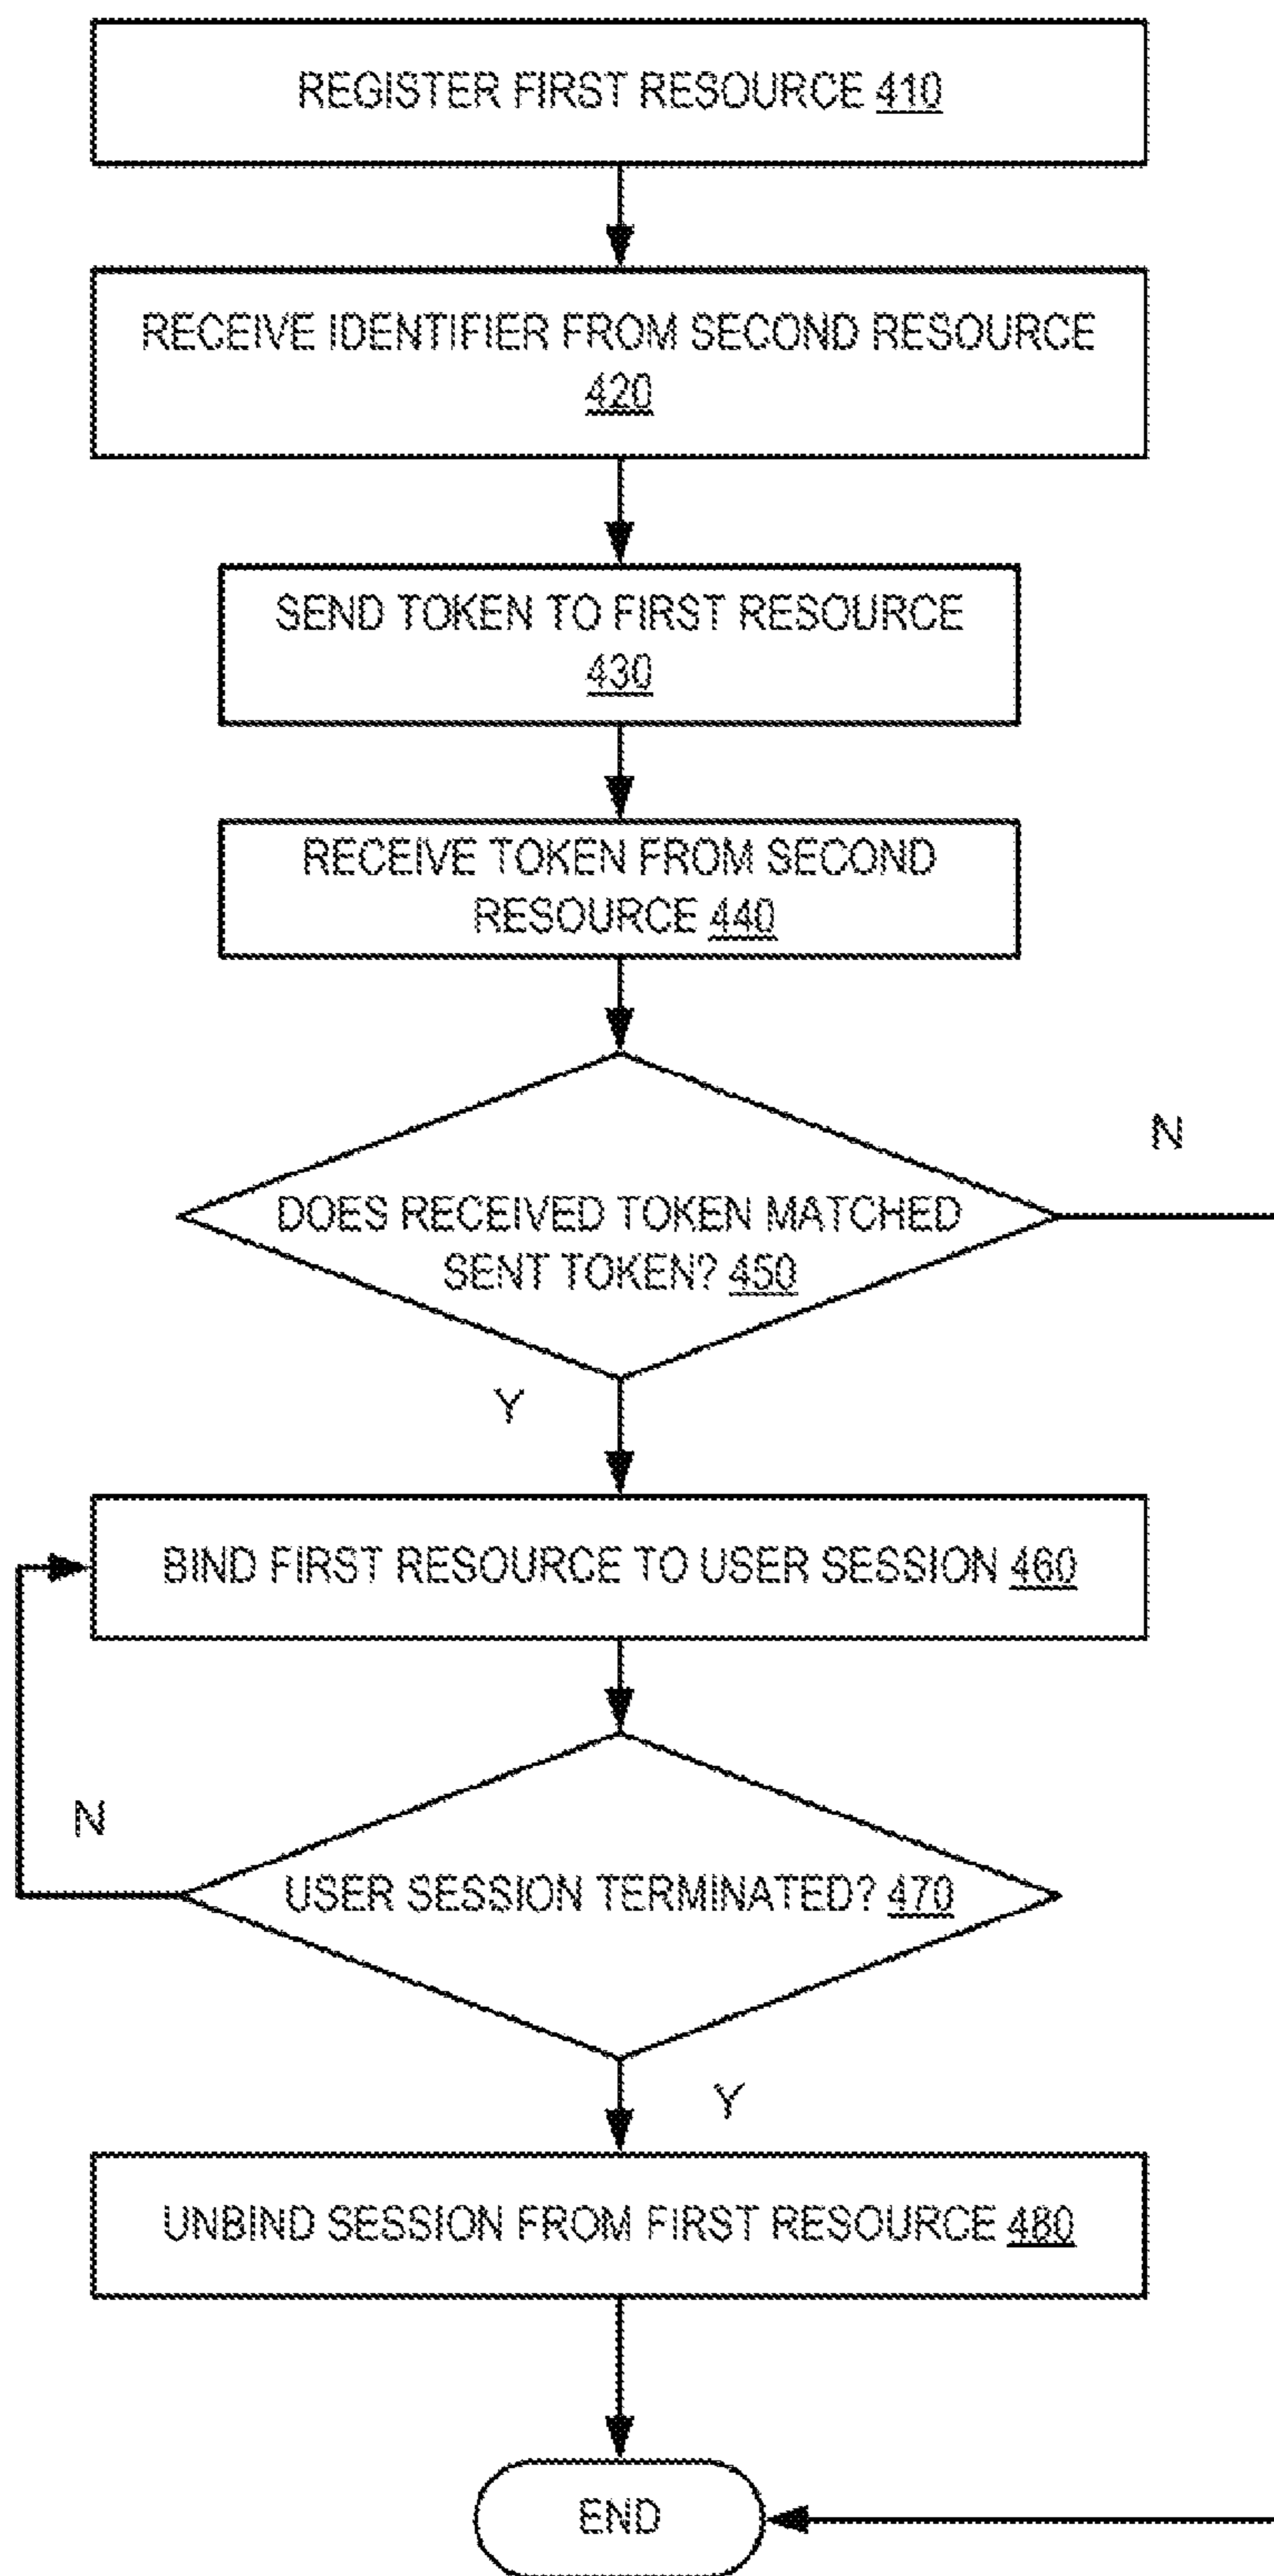 REGISTER FIRST RESOURCE 410
RECEIVE IDENTIFIER FROM SECOND RESOURCE
420
SEND TOKEN TO FIRST RESOURCE
430
RECEIVE TOKEN FROM SECOND
RESOURCE 440
N
DOES RECEIVED TOKEN MATCHED
SENT TOKEN? 450
Y
BIND FIRST RESOURCE TO USER SESSION 460
N
USER SESSION TERMINATED? 470
Y
UNBIND SESSION FROM FIRST RESOURCE 480
END